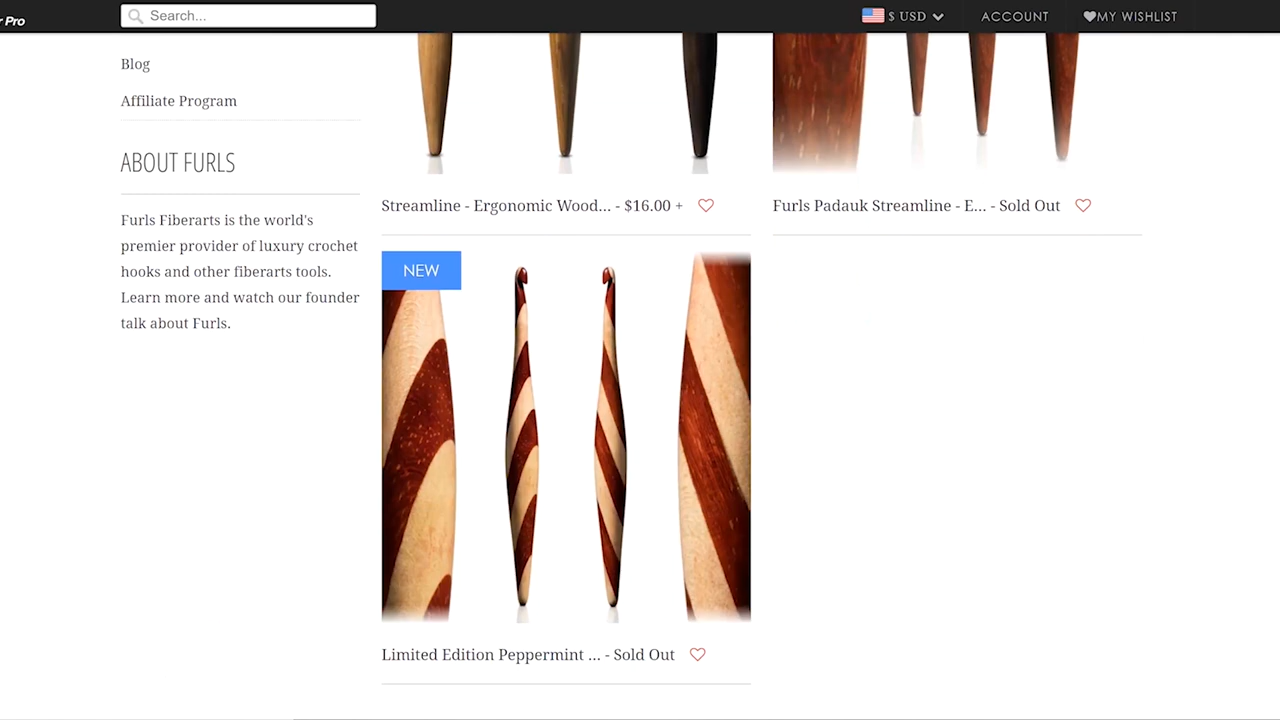 r Pro
Search...
$ USD
ACCOUNT
MY WISHLIST
Blog
Affiliate Program
ABOUT FURLS
Furls Fiberarts is the world's
premier provider of luxury crochet
hooks and other fiberarts tools.
Learn more and watch our founder
talk about Furls.
Streamline - Ergonomic Wood... - $16.00 +
Furls Padauk Streamline - E... - Sold Out
NEW
Limited Edition Peppermint ... - Sold Out